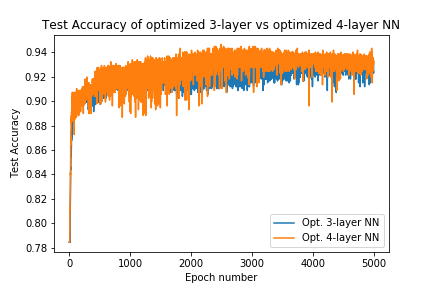 Test Accuracy of optimized 3-layer vs optimized 4-layer NN
Test Accuracy
0.94
0.92
0.90
0.88
0.86
0.84
0.82
0.80
0.78
Opt. 3-layer NN
Opt. 4-layer NN
0 1000 2000 3000 4000 5000
Epoch number